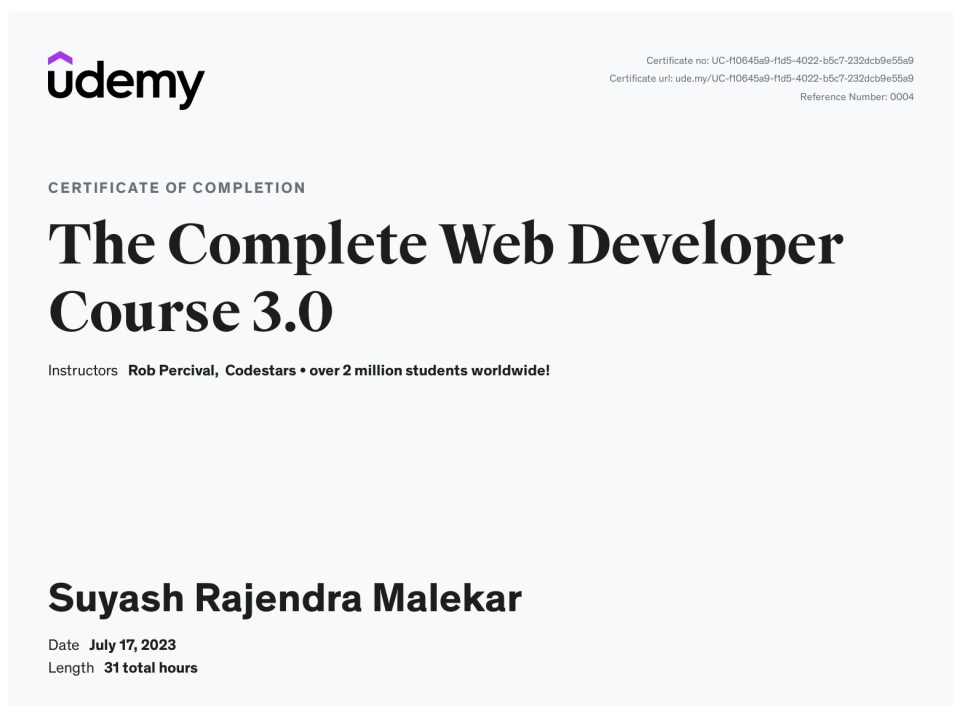 udemy
Certificate no: UC-f10645a9-f1d5-4022-b5c7-232dcb9e55a9
Certificate url: ude.my/UC-f10645a9-f1d5-4022-b5c7-232dcb9e55a9
Reference Number: 0004
CERTIFICATE OF COMPLETION
The Complete Web Developer
Course 3.0
Instructors Rob Percival, Codestars • over 2 million students worldwide!
Suyash Rajendra Malekar
Date July 17, 2023
Length 31 total hours